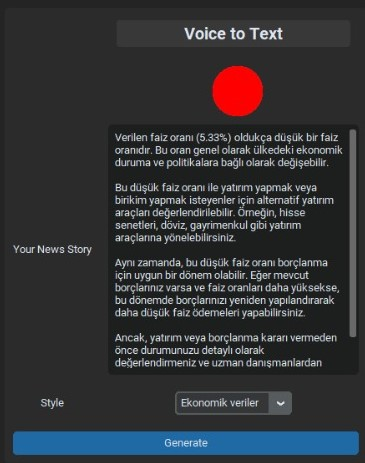 Voice to Text
Verilen faiz oranı (5.33%) oldukça düşük bir faiz
oranıdır. Bu oran genel olarak ülkedeki ekonomik
duruma ve politikalara bağlı olarak değişebilir.
Bu düşük faiz oranı ile yatırım yapmak veya
birikim yapmak isteyenler için alternatif yatırım
araçları değerlendirilebilir. Örneğin, hisse
senetleri, döviz, gayrimenkul gibi yatırım
araçlarına yönelebilirsiniz.
Your News Story
Aynı zamanda, bu düşük faiz oranı borçlanma
için uygun bir dönem olabilir. Eğer mevcut
borçlarınız varsa ve faiz oranları daha yüksekse,
bu dönemde borçlarınızı yeniden yapılandırarak
daha düşük faiz ödemeleri yapabilirsiniz.
Ancak, yatırım veya borçlanma kararı vermeden
önce durumunuzu detaylı olarak
değerlendirmeniz ve uzman danışmanlardan
Style
Ekonomik veriler
Generate